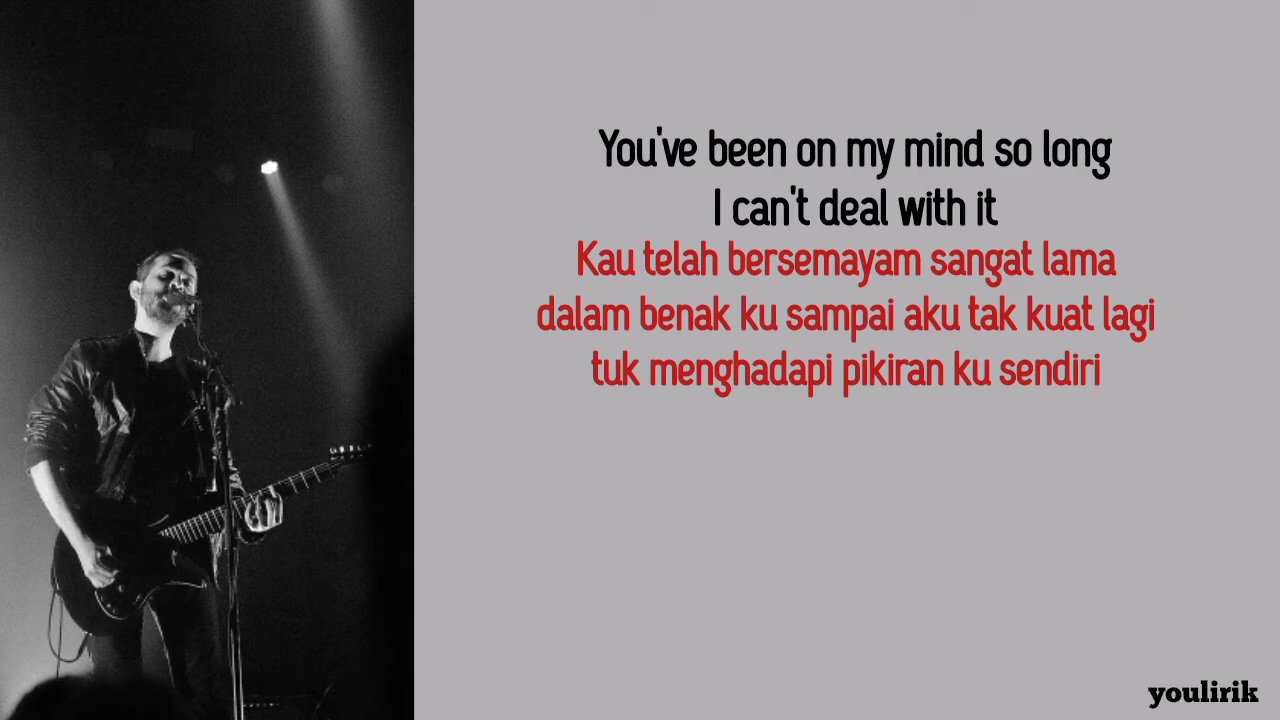 You've been on my mind so long
I can't deal with it
Kau telah bersemayam sangat lama
dalam benak ku sampai aku tak kuat lagi
tuk menghadapi pikiran ku sendiri
youlirik